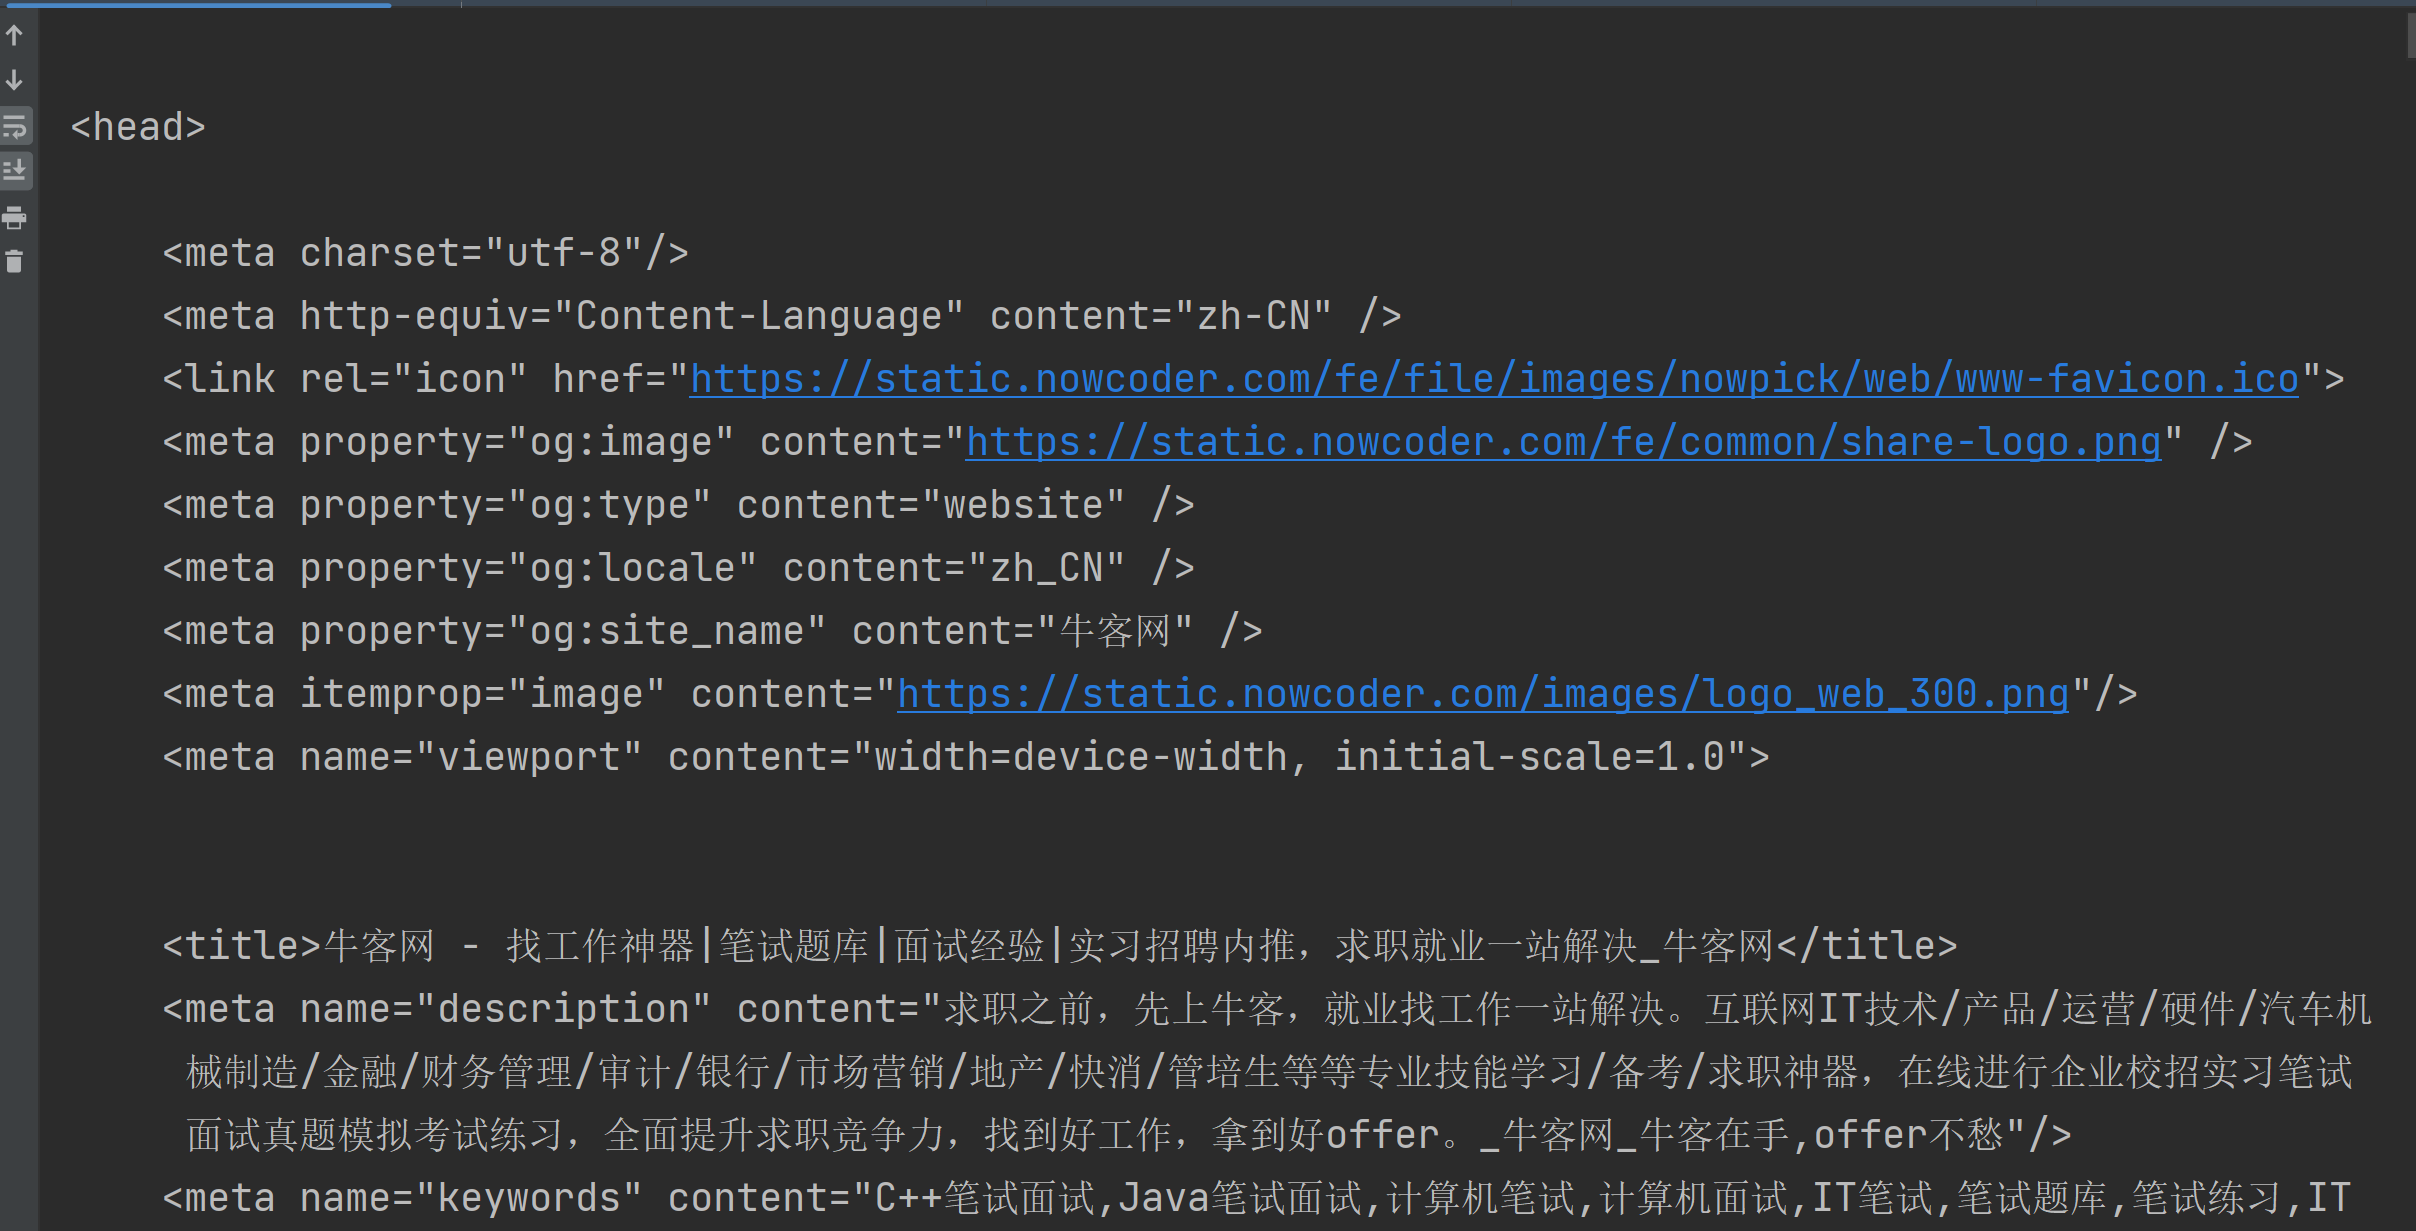 <head>
<meta charset="utf-8"/>
<meta http-equiv="Content-Language" content="zh-CN" />
<link rel="icon" href="https://static.nowcoder.com/fe/file/images/nowpick/web/www-favicon.ico">
<meta property="og:image" content="https://static.nowcoder.com/fe/common/share-logo.png" />
<meta property="og:type" content="website" />
<meta property="og:locale" content="zh_CN" />
<meta property="og:site_name" content="牛客网" />
<meta itemprop="image" content="https://static.nowcoder.com/images/logo_web_300.png"/>
<meta name="viewport" content="width=device-width, initial-scale=1.0">
<title>牛客网 - 找工作神器|笔试题库|面试经验|实习招聘内推，求职就业一站解决_牛客网</title>
<meta name="description" content="求职之前，先上牛客，就业找工作一站解决。互联网IT技术/产品/运营/硬件/汽车机
械制造/金融/财务管理/审计/银行/市场营销/地产/快消/管培生等等专业技能学习/备考/求职神器，在线进行企业校招实习笔试
面试真题模拟考试练习，全面提升求职竞争力，找到好工作，拿到好offer。_牛客网_牛客在手,offer不愁"/>
<meta name="keywords" content="C++笔试面试,Java笔试面试,计算机笔试,计算机面试,IT笔试,笔试题库,笔试练习,IT